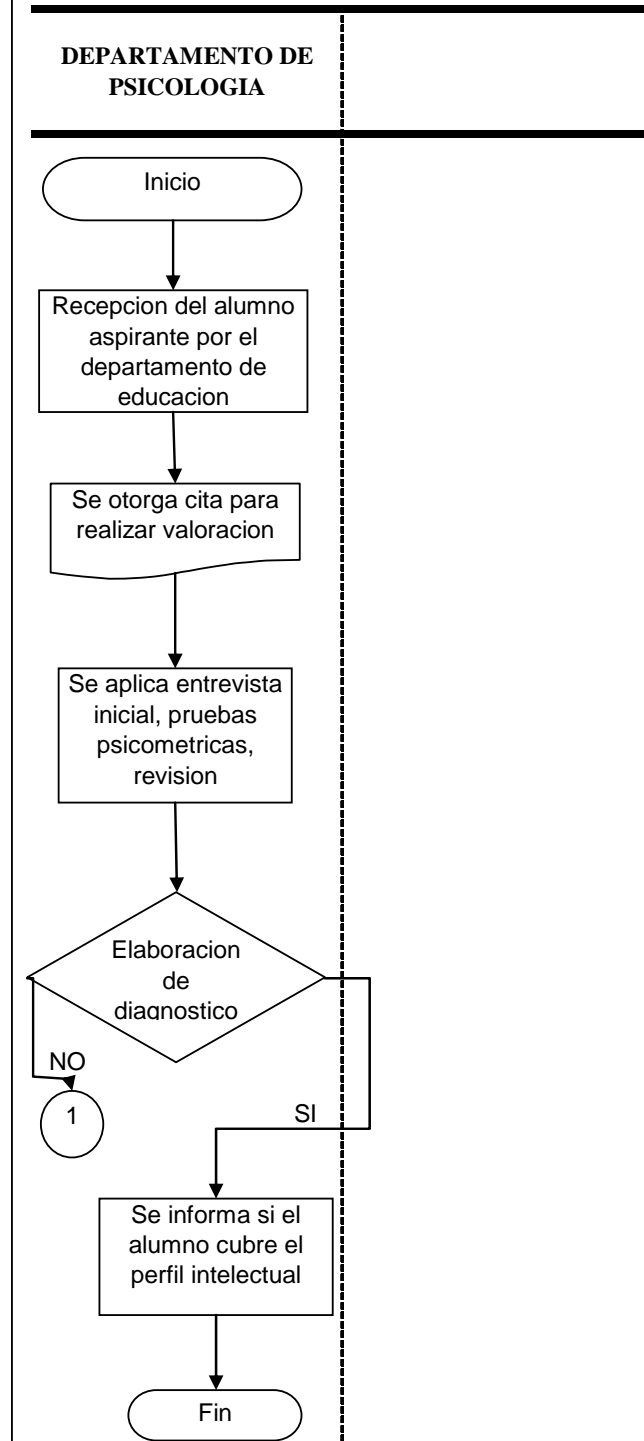 DEPARTAMENTO DE
PSICOLOGIA
Inicio
Recepcion del alumno
aspirante por el
departamento de
educacion
Se otorga cita para
realizar valoracion
Se aplica entrevista
inicial, pruebas
psicometricas,
revision
Elaboracion
de
diagnostico
NO
1
SI
Se informa si el
alumno cubre el
perfil intelectual
Fin